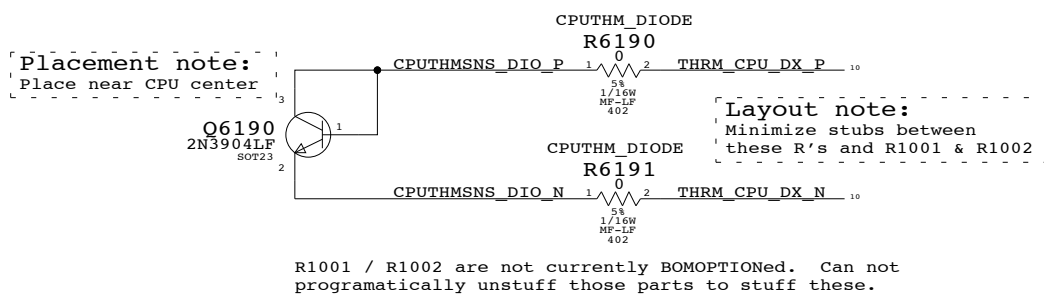 CPUTHM_DIODE
R6190
0
Placement note:
Place near CPU center
CPUTHMSNS_DIO_P
1
2
THRM_CPU_DX_P
10
5%
1/16W
MF-LF
402
3
Layout note:
Minimize stubs between
these R's and R1001 & R1002
Q6190
2N3904LF
SOT23
1
2
CPUTHM_DIODE
R6191
0
CPUTHMSNS_DIO_N
1
2
THRM_CPU_DX_N
10
5%
1/16W
MF-LF
402
R1001 / R1002 are not currently BOMOPTIONed.  Can not
programatically unstuff those parts to stuff these.